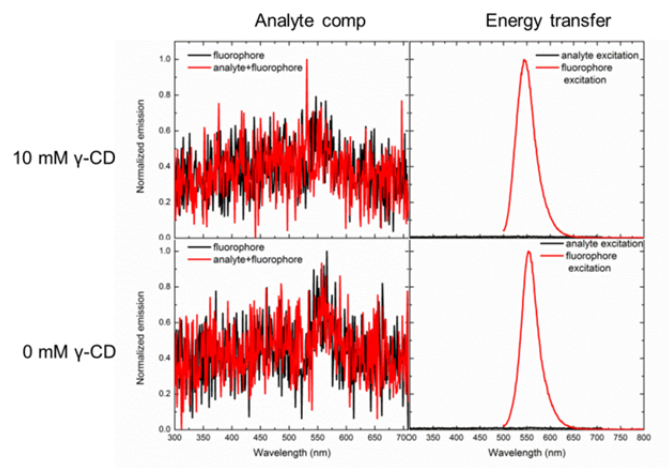 Analyte comp
Energy transfer
10 mM γ-CD
Normalized emission
1.0
0.8
0.6
0.4
0.2
0.0
fluorophore
analyte+fluorophore
analyte excitation
fluorophore
excitation
0 mM γ-CD
Normalized emission
1.0
0.8
0.6
0.4
0.2
0.0
fluorophore
analyte+fluorophore
analyte excitation
fluorophore
excitation
300 350 400 450 500 550 600 650 700
350 400 450 500 550 600 650 700 750 800
Wavelength (nm)
Wavelength (nm)